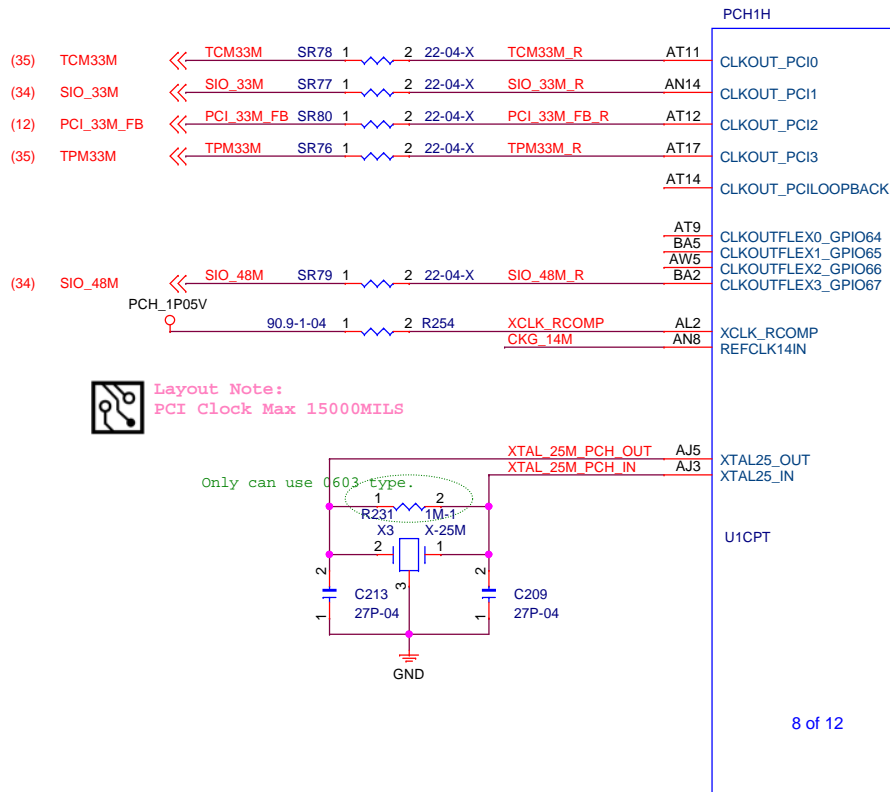 PCH1H
(35) TCM33M TCM33M SR78 1 2 22-04-X TCM33M_R AT11 CLKOUT_PCI0
(34) SIO_33M SIO_33M SR77 1 2 22-04-X SIO_33M_R AN14 CLKOUT_PCI1
(12) PCI_33M_FB PCI_33M_FB SR80 1 2 22-04-X PCI_33M_FB_R AT12 CLKOUT_PCI2
(35) TPM33M TPM33M SR76 1 2 22-04-X TPM33M_R AT17 CLKOUT_PCI3
AT14 CLKOUT_PCILOOPBACK
AT9 CLKOUTFLEX0_GPIO64
BA5 CLKOUTFLEX1_GPIO65
AW5 CLKOUTFLEX2_GPIO66
(34) SIO_48M SIO_48M SR79 1 2 22-04-X SIO_48M_R BA2 CLKOUTFLEX3_GPIO67
PCH_1P05V
90.9-1-04 1 2 R254 XCLK_RCOMP AL2 XCLK_RCOMP
CKG_14M AN8 REFCLK14IN
Layout Note:
PCI Clock Max 15000MILS
XTAL_25M_PCH_OUT AJ5 XTAL25_OUT
XTAL_25M_PCH_IN AJ3 XTAL25_IN
Only can use 0603 type.
1 2
R231 1M-1
X3 X-25M
2 1
3
2 C213 1 27P-04
2 C209 1 27P-04
GND
U1CPT
8 of 12